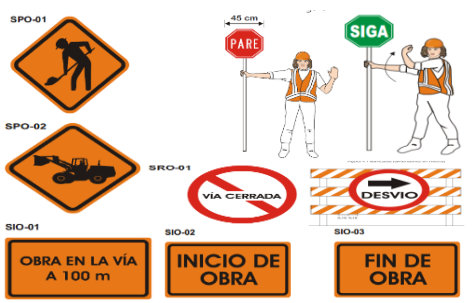 SPO-01
45 cm
PARE
SIGA
SPO-02
SRO-01
VÍA CERRADA
DESVIO
SIO-01
SIO-02
SIO-03
OBRA EN LA VÍA
A 100 m
INICIO DE
OBRA
FIN DE
OBRA